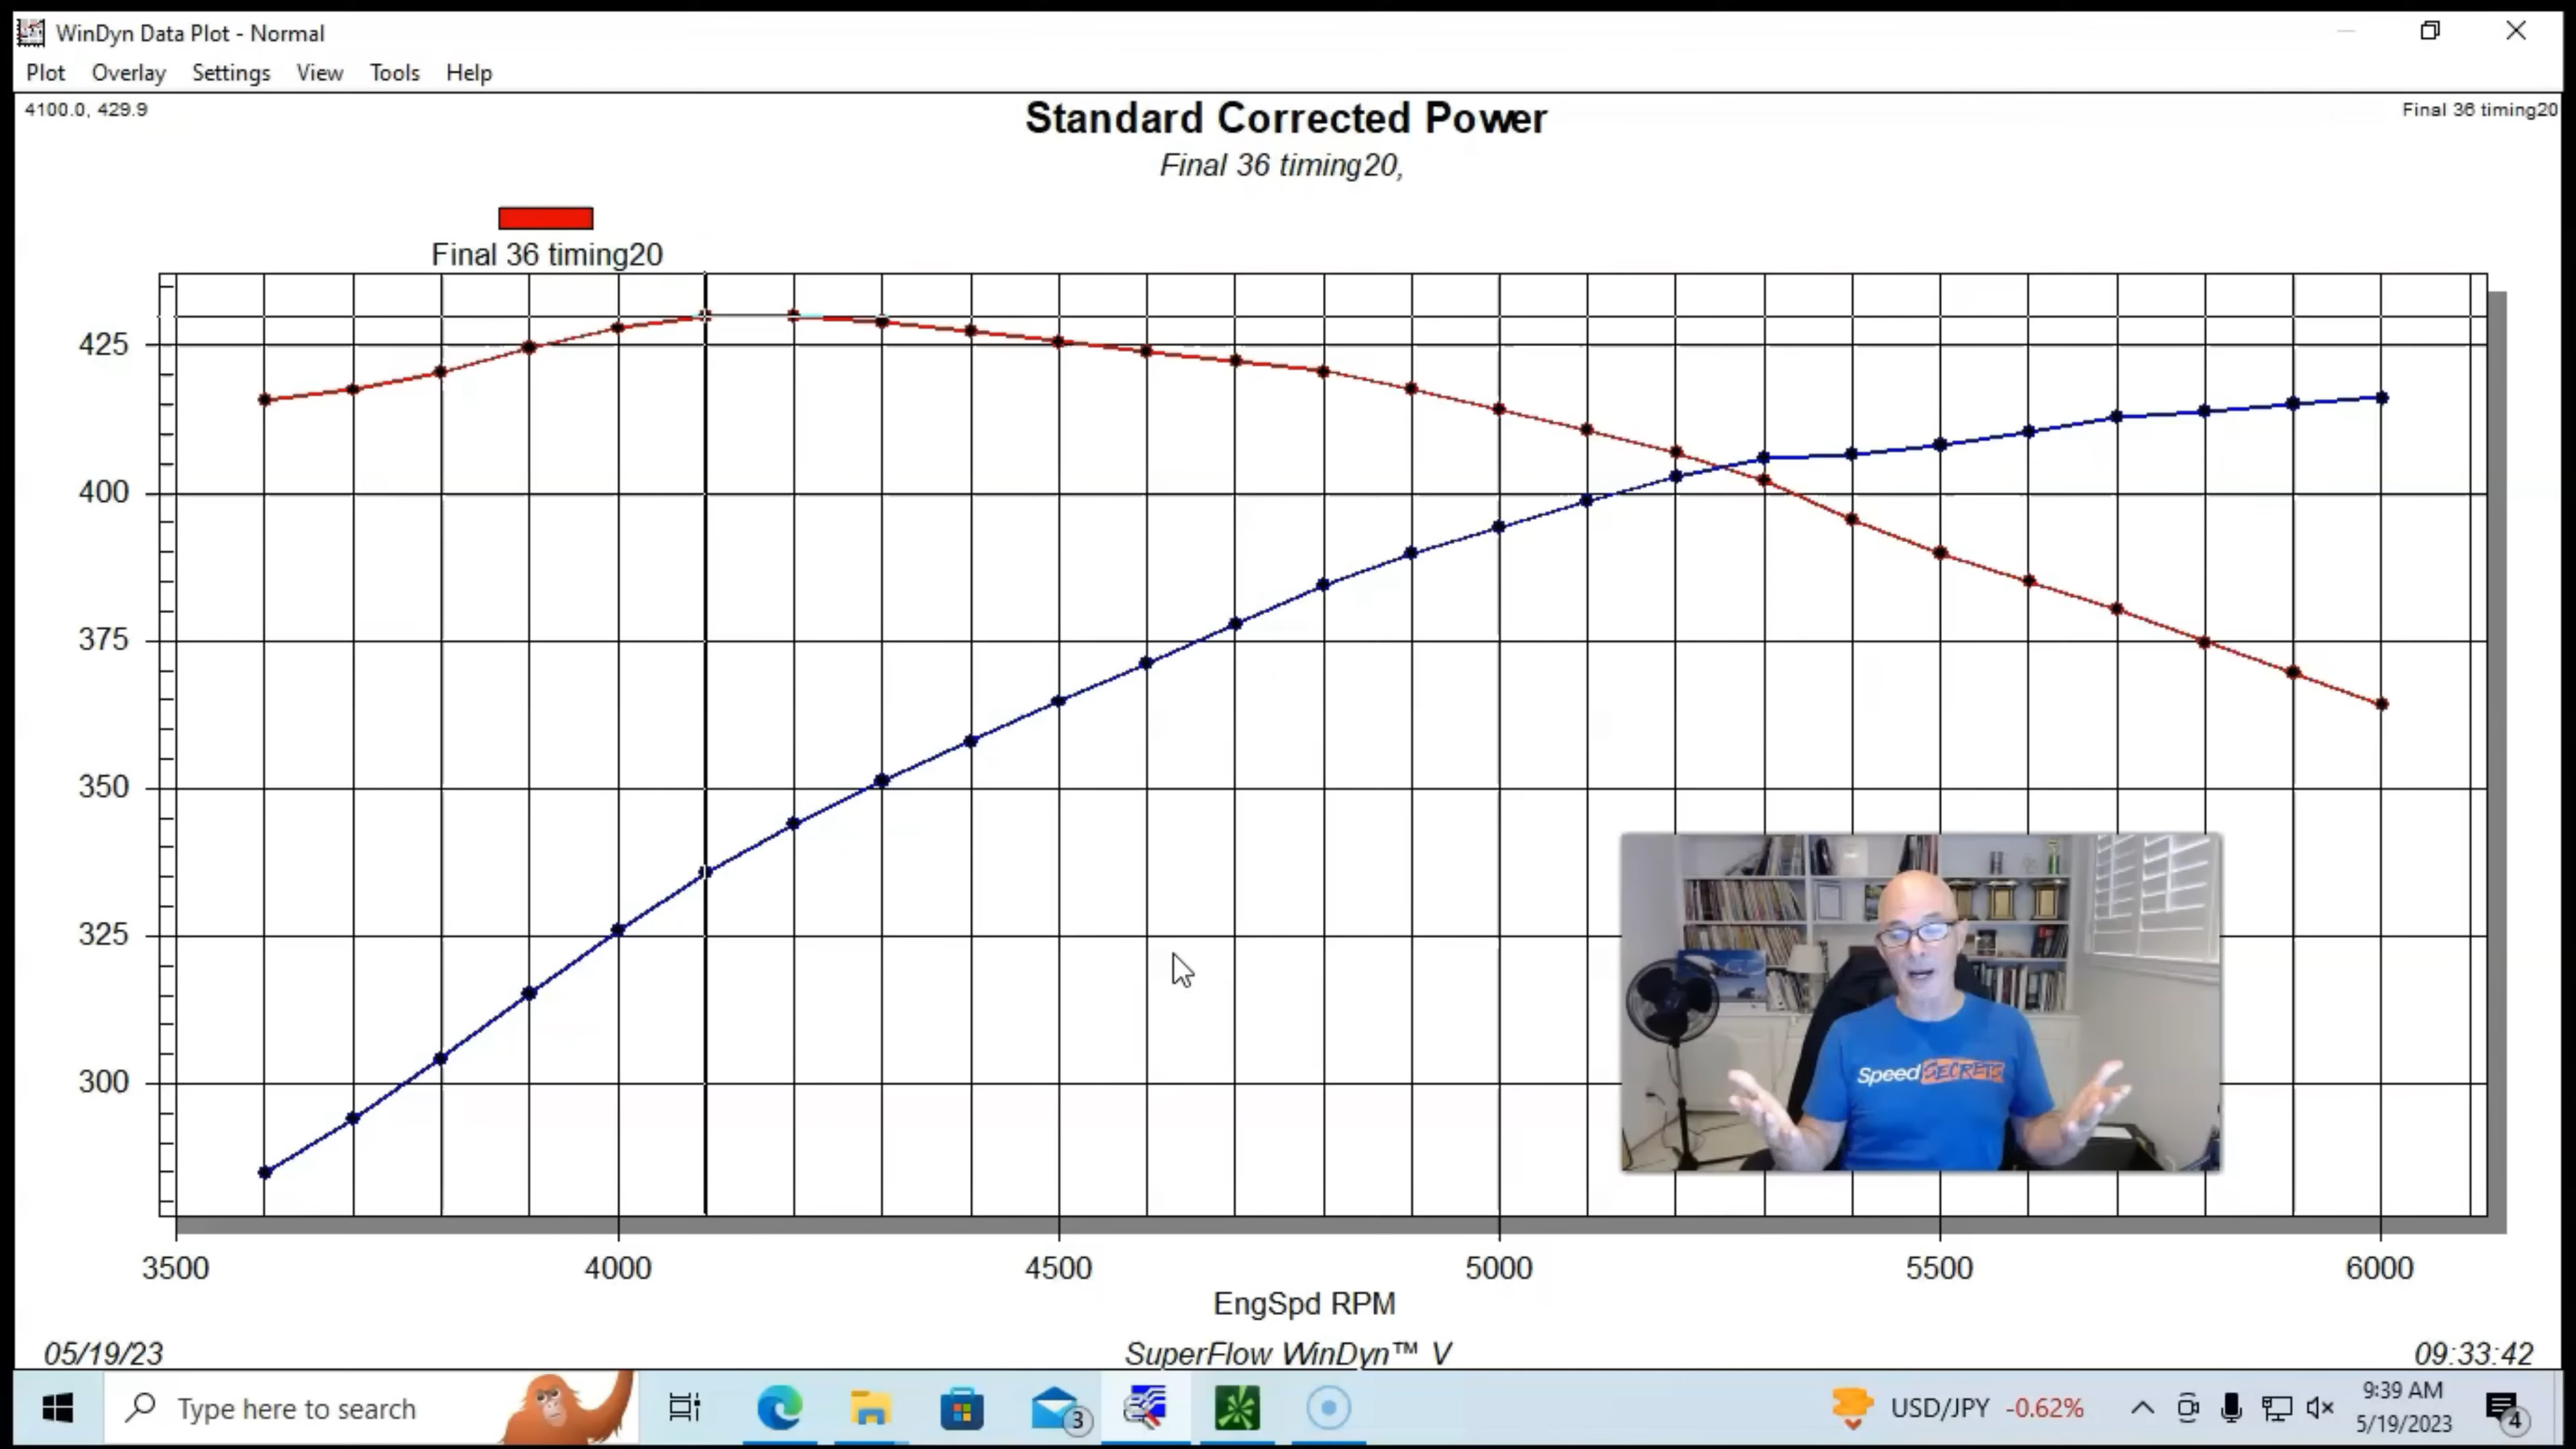 WinDyn Data Plot - Normal
Plot Overlay Settings View Tools Help
4100.0, 429.9
Standard Corrected Power
Final 36 timing20
Final 36 timing20,
Final 36 timing20
425
400
375
350
325
300
3500 4000 4500 5000 5500 6000
EngSpd RPM
Speed SECRETS
05/19/23 SuperFlow WinDyn™ V 09:33:42
Type here to search
3
USD/JPY -0.62%
9:39 AM
5/19/2023
4